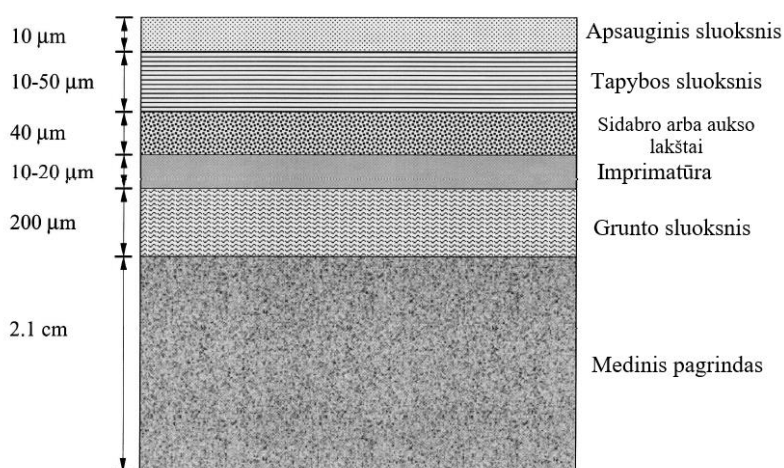 10 μm Apsauginis sluoksnis
10-50 μm Tapybos sluoksnis
40 μm Sidabro arba aukso
lakštai
10-20 μm Imprimatūra
200 μm Grunto sluoksnis
2.1 cm Medinis pagrindas